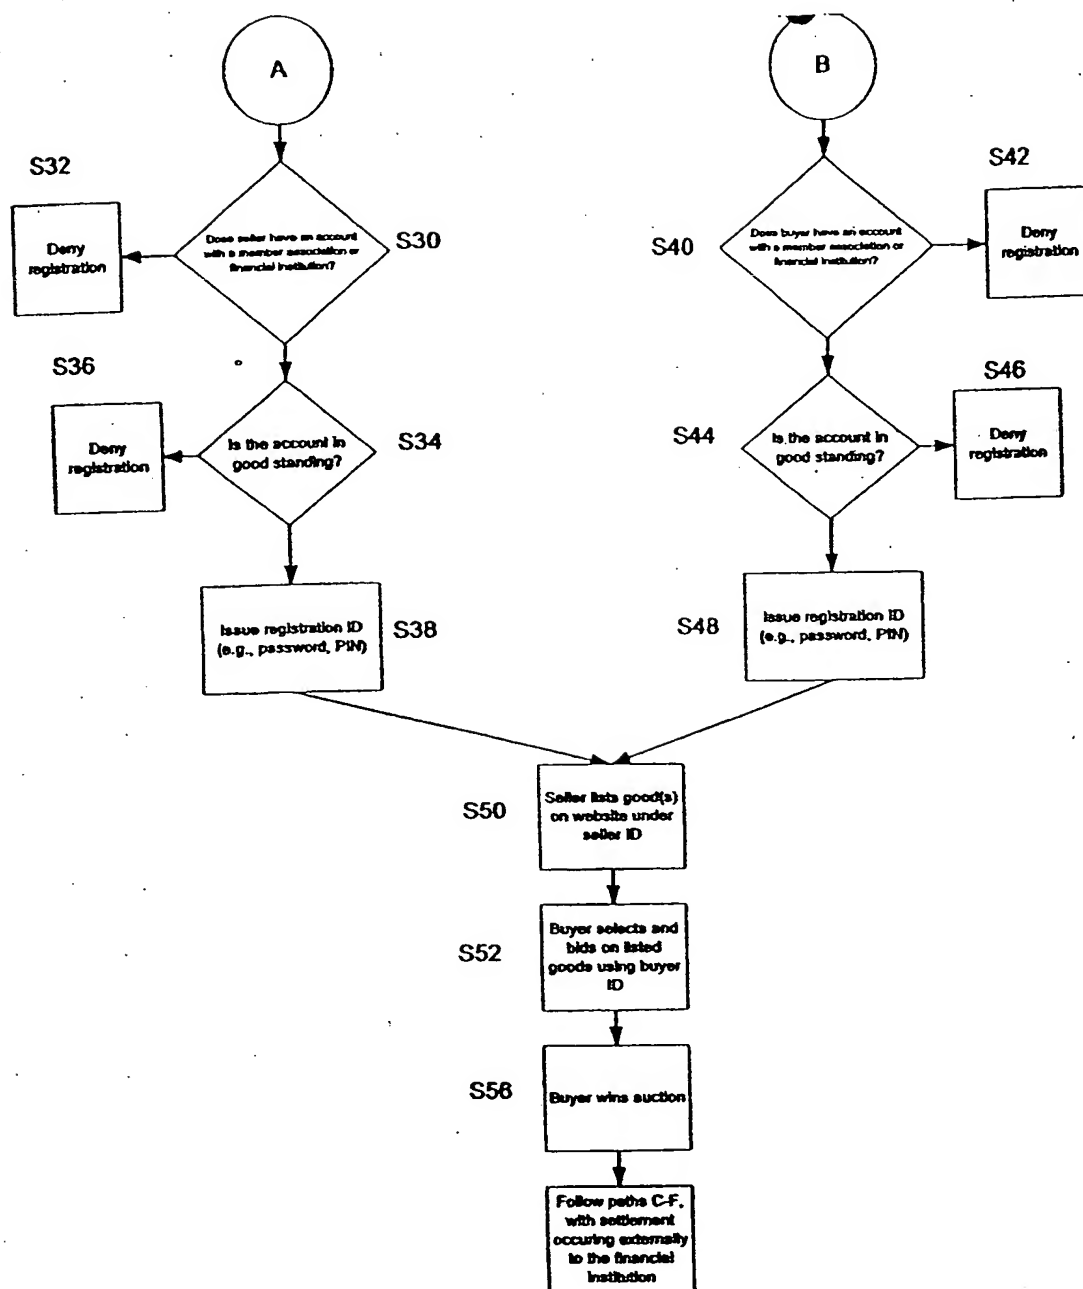 A
B
S32
S42
Deny
registration
Does seller have an account
with a member association or
financial institution?
S30
S40
Does buyer have an account
with a member association or
financial institution?
Deny
registration
S36
S46
Deny
registration
Is the account in
good standing?
S34
S44
Is the account in
good standing?
Deny
registration
Issue registration ID
(e.g., password, PIN)
S38
S48
Issue registration ID
(e.g., password, PIN)
S50
Seller lists good(s)
on website under
seller ID
S52
Buyer selects and
bids on listed
goods using buyer
ID
S56
Buyer wins auction
Follow paths C-F,
with settlement
occuring externally
to the financial
institution